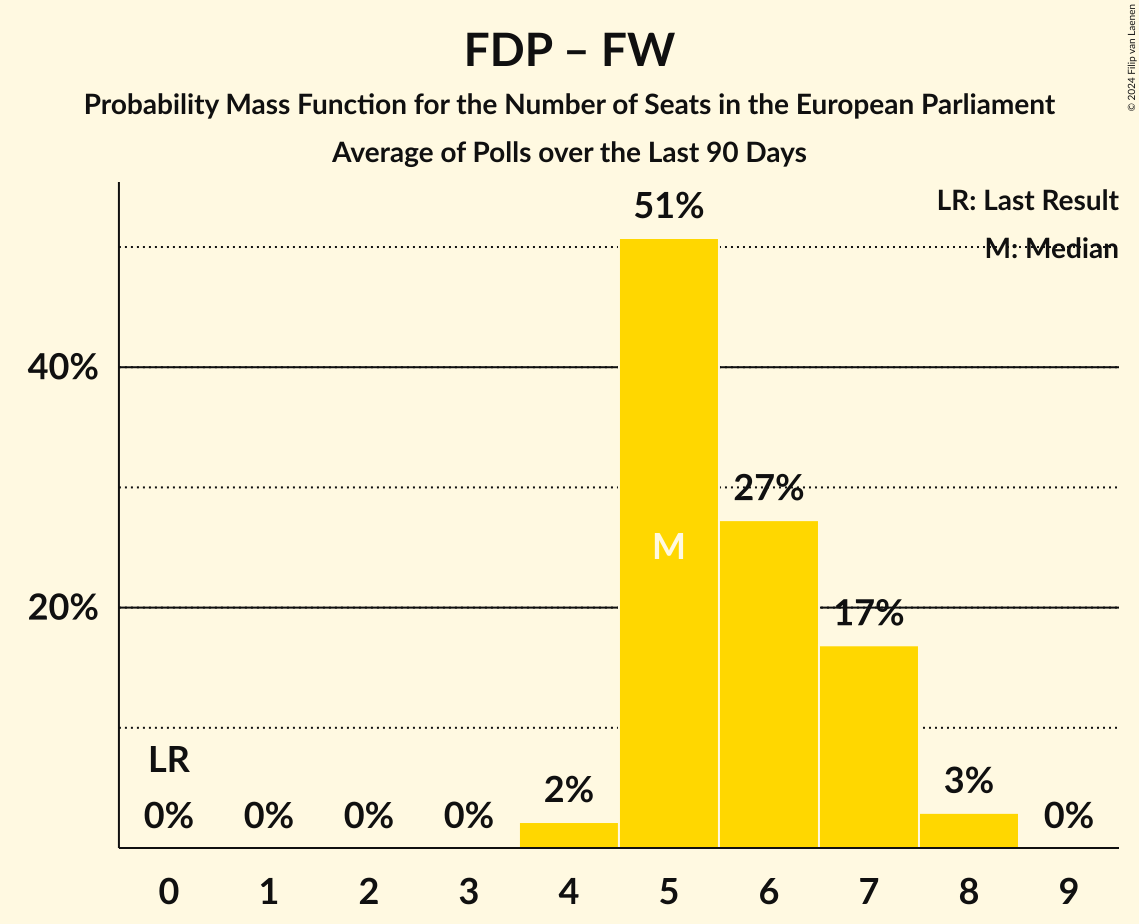 FDP – FW
Probability Mass Function for the Number of Seats in the European Parliament
Average of Polls over the Last 90 Days
© 2024 Filip van Laenen
LR: Last Result
M: Median
51%
40%
27%
M
20%
17%
LR
0%
0%
0%
0%
2%
3%
0%
0
1
2
3
4
5
6
7
8
9